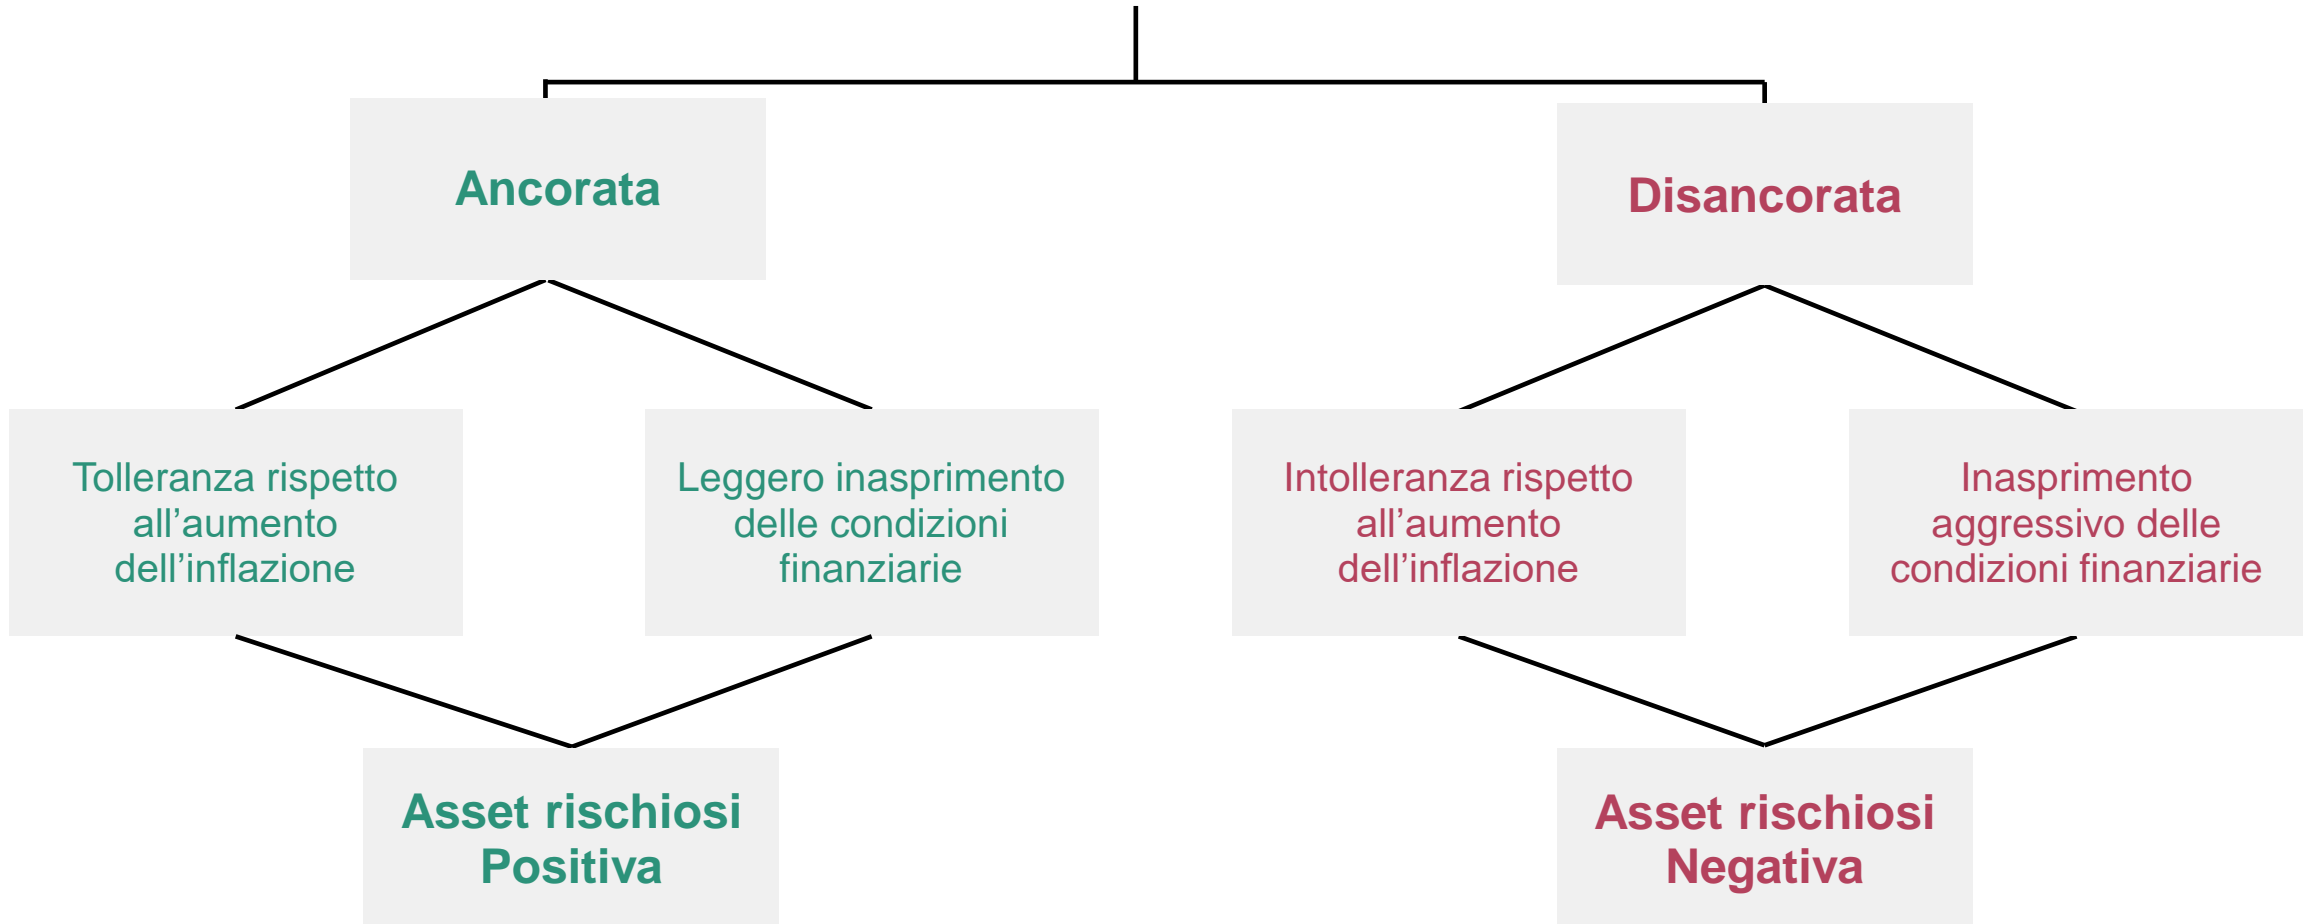 Ancorata
Disancorata
Tolleranza rispetto
all’aumento
dell’inflazione
Leggero inasprimento
delle condizioni
finanziarie
Intolleranza rispetto
all’aumento
dell’inflazione
Inasprimento
aggressivo delle
condizioni finanziarie
Asset rischiosi
Positiva
Asset rischiosi
Negativa